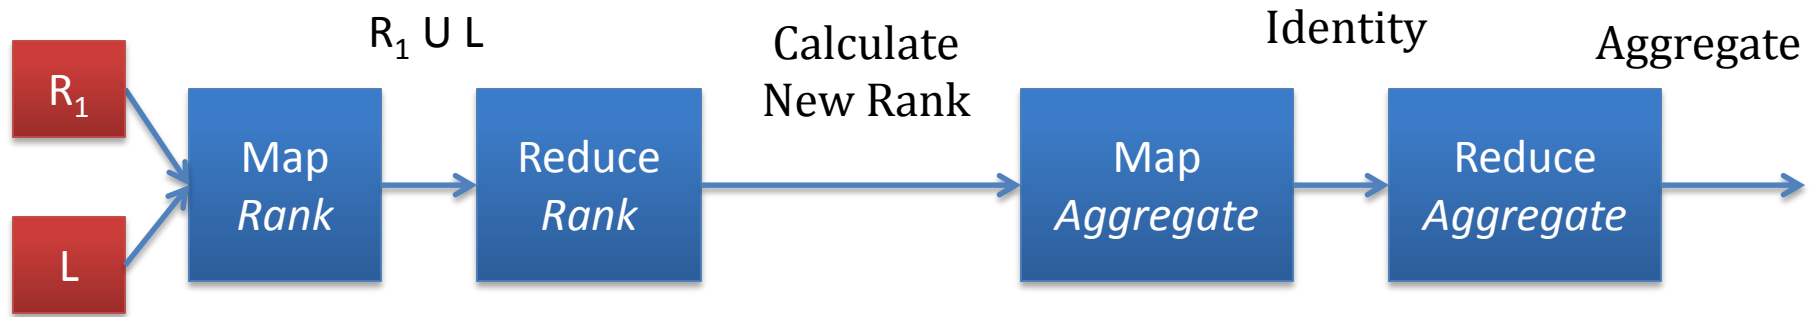 R₁
L
R₁ U L
Map
Rank
Reduce
Rank
Calculate
New Rank
Map
Aggregate
Identity
Reduce
Aggregate
Aggregate